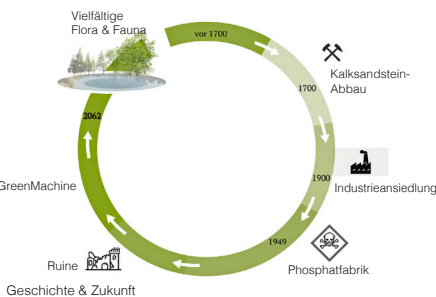 Vielfältige
Flora & Fauna
vor 1700
Kalksandstein-
Abbau
1700
2062
1900
GreenMachine
Industrieansiedlung
1949
Phosphatfabrik
Ruine
Geschichte & Zukunft